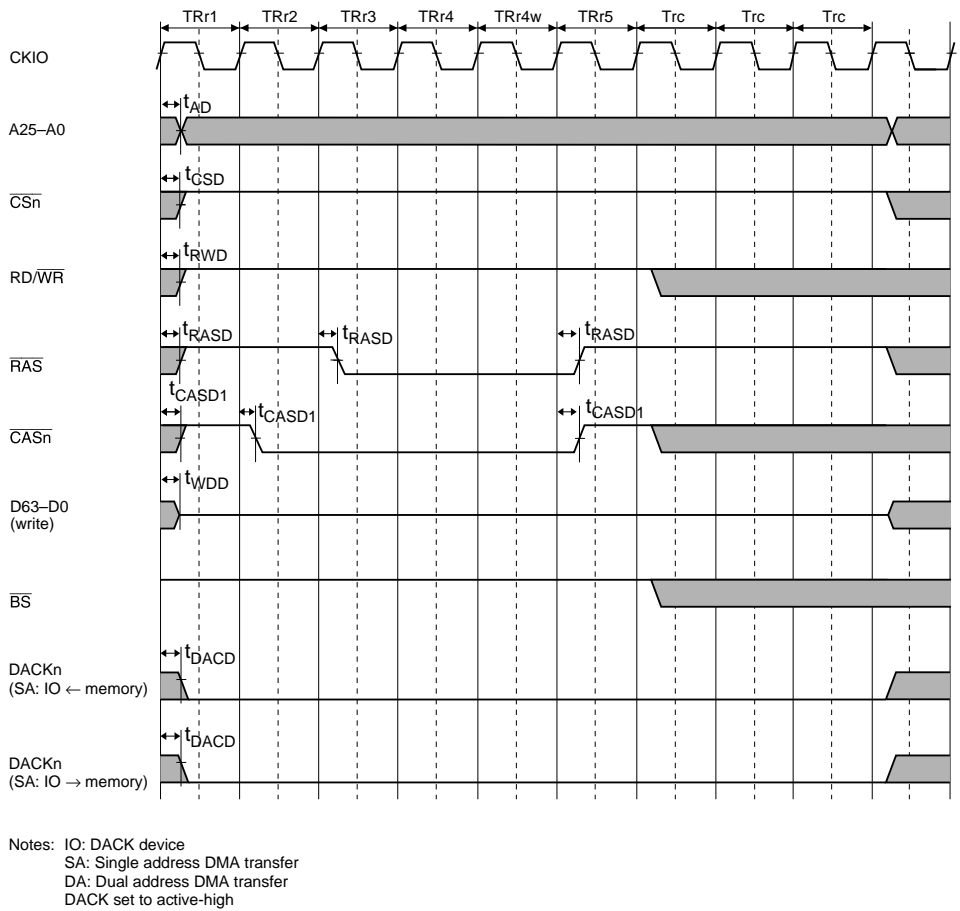 TRr1 TRr2 TRr3 TRr4 TRr4w TRr5 Trc Trc Trc
CKIO
tAD
A25–A0
tCSD
CSn
tRWD
RD/WR
tRASD tRASD tRASD
RAS
tCASD1 tCASD1 tCASD1
CASn
tWDD
D63–D0
(write)
BS
tDACD
DACKn
(SA: IO ← memory)
tDACD
DACKn
(SA: IO → memory)
Notes: IO: DACK device
SA: Single address DMA transfer
DA: Dual address DMA transfer
DACK set to active-high